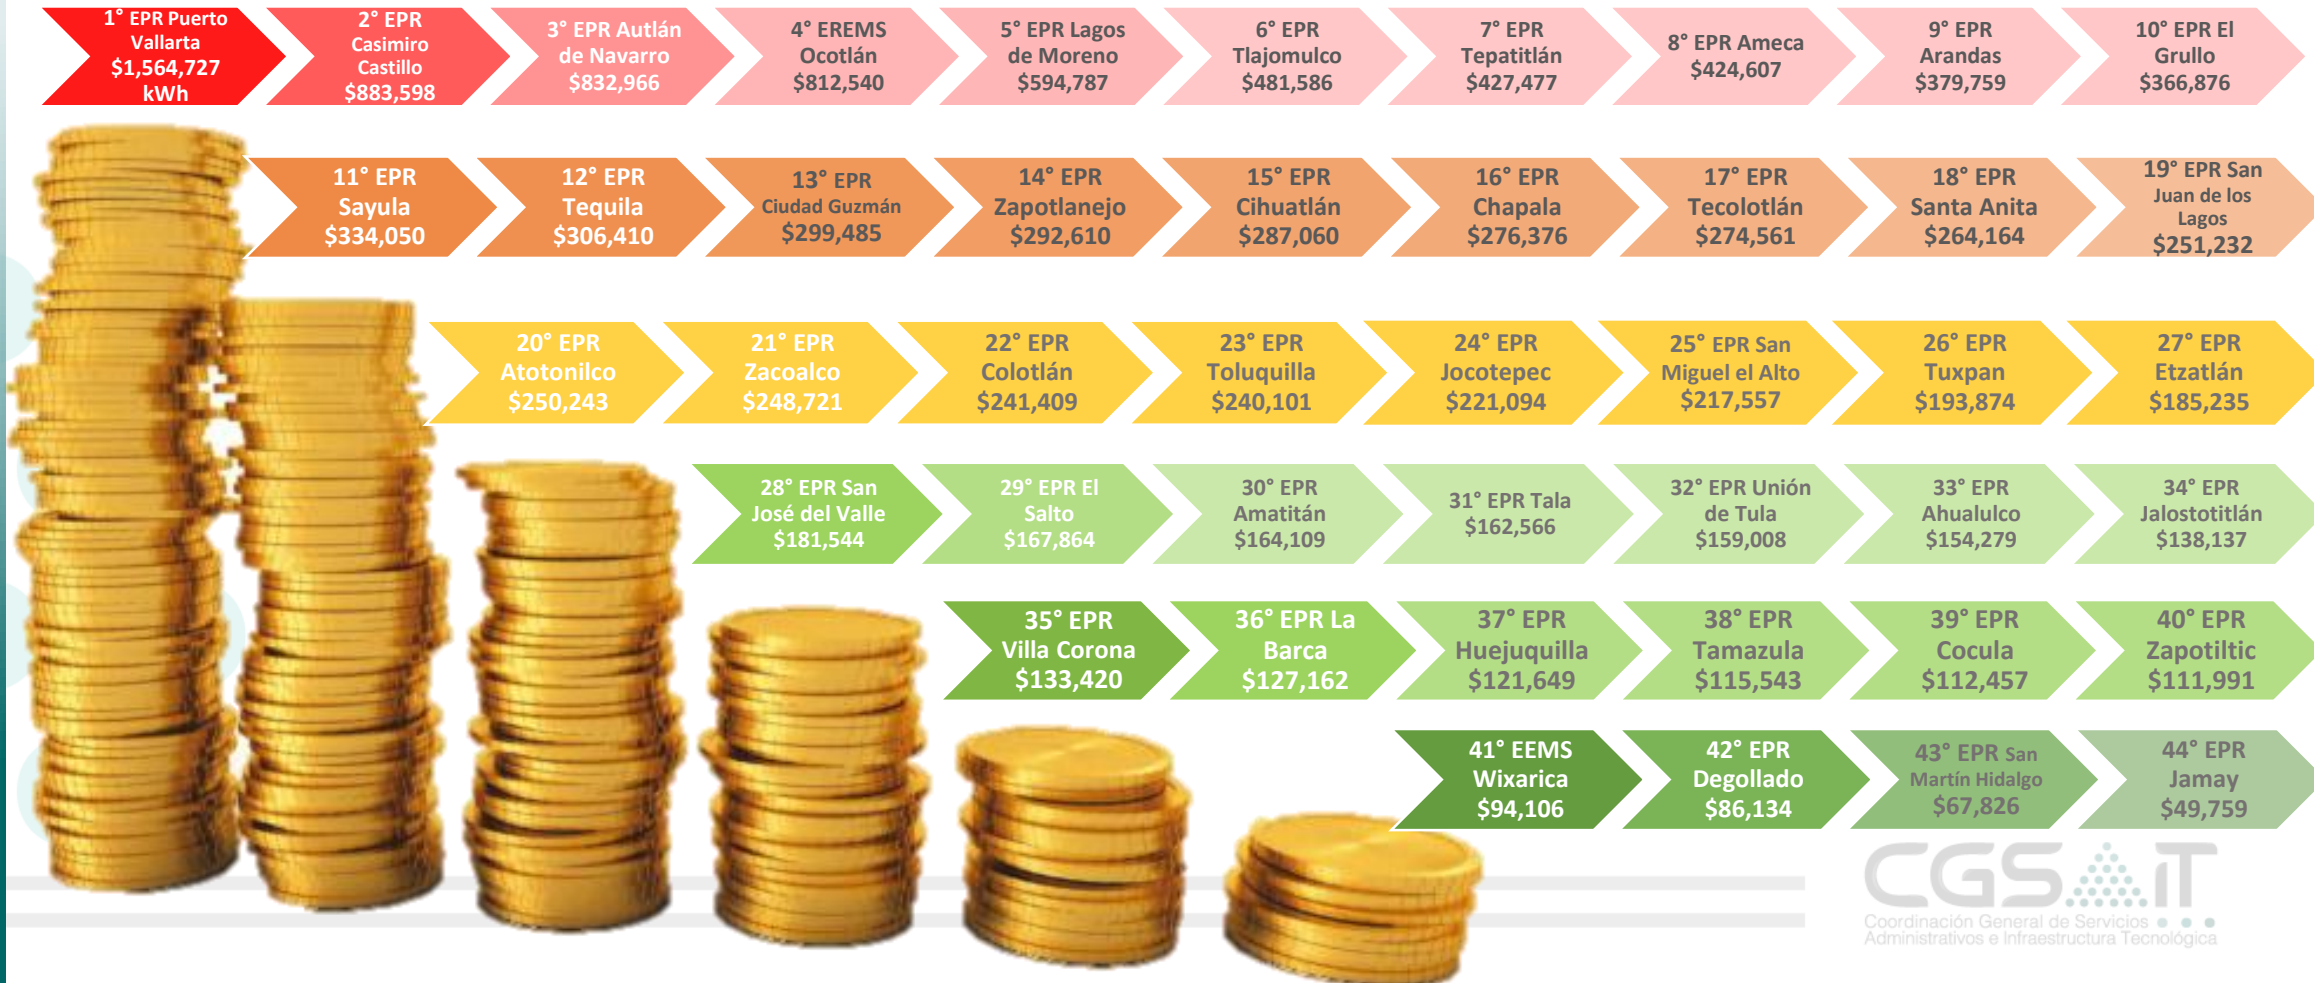 1° EPR Puerto
Vallarta
$1,564,727
kWh
2° EPR
Casimiro
Castillo
$883,598
3° EPR Autlán
de Navarro
$832,966
4° EREMS
Ocotlán
$812,540
5° EPR Lagos
de Moreno
$594,787
6° EPR
Tlajomulco
$481,586
7° EPR
Tepatitlán
$427,477
8° EPR Ameca
$424,607
9° EPR
Arandas
$379,759
10° EPR El
Grullo
$366,876
11° EPR
Sayula
$334,050
12° EPR
Tequila
$306,410
13° EPR
Ciudad Guzmán
$299,485
14° EPR
Zapotlanejo
$292,610
15° EPR
Cihuatlán
$287,060
16° EPR
Chapala
$276,376
17° EPR
Tecolotlán
$274,561
18° EPR
Santa Anita
$264,164
19° EPR San
Juan de los
Lagos
$251,232
20° EPR
Atotonilco
$250,243
21° EPR
Zacoalco
$248,721
22° EPR
Colotlán
$241,409
23° EPR
Toluquilla
$240,101
24° EPR
Jocotepec
$221,094
25° EPR San
Miguel el Alto
$217,557
26° EPR
Tuxpan
$193,874
27° EPR
Etzatlán
$185,235
28° EPR San
José del Valle
$181,544
29° EPR El
Salto
$167,864
30° EPR
Amatitán
$164,109
31° EPR Tala
$162,566
32° EPR Unión
de Tula
$159,008
33° EPR
Ahualulco
$154,279
34° EPR
Jalostotitlán
$138,137
35° EPR
Villa Corona
$133,420
36° EPR La
Barca
$127,162
37° EPR
Huejuquilla
$121,649
38° EPR
Tamazula
$115,543
39° EPR
Cocula
$112,457
40° EPR
Zapotiltic
$111,991
41° EEMS
Wixarica
$94,106
42° EPR
Degollado
$86,134
43° EPR San
Martín Hidalgo
$67,826
44° EPR
Jamay
$49,759
CGSAIT
Coordinación General de Servicios
Administrativos e Infraestructura Tecnológica